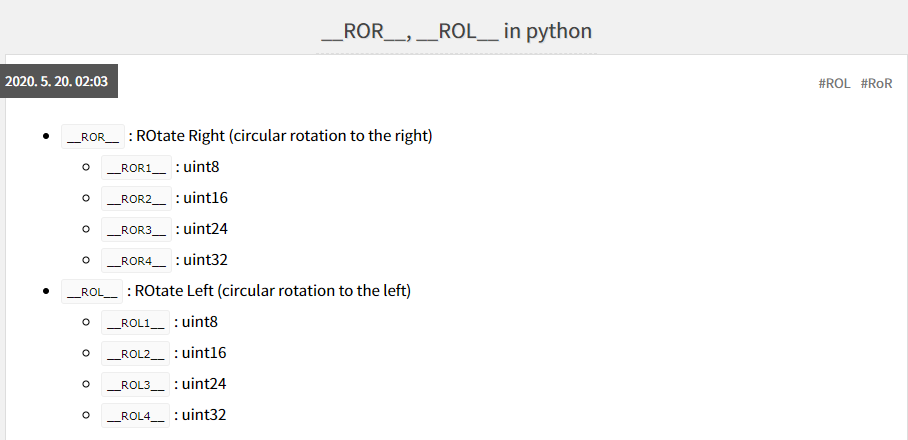 __ROR__, __ROL__ in python
2020. 5. 20. 02:03
#ROL #RoR
__ROR__ : ROtate Right (circular rotation to the right)
__ROR1__ : uint8
__ROR2__ : uint16
__ROR3__ : uint24
__ROR4__ : uint32
__ROL__ : ROtate Left (circular rotation to the left)
__ROL1__ : uint8
__ROL2__ : uint16
__ROL3__ : uint24
__ROL4__ : uint32